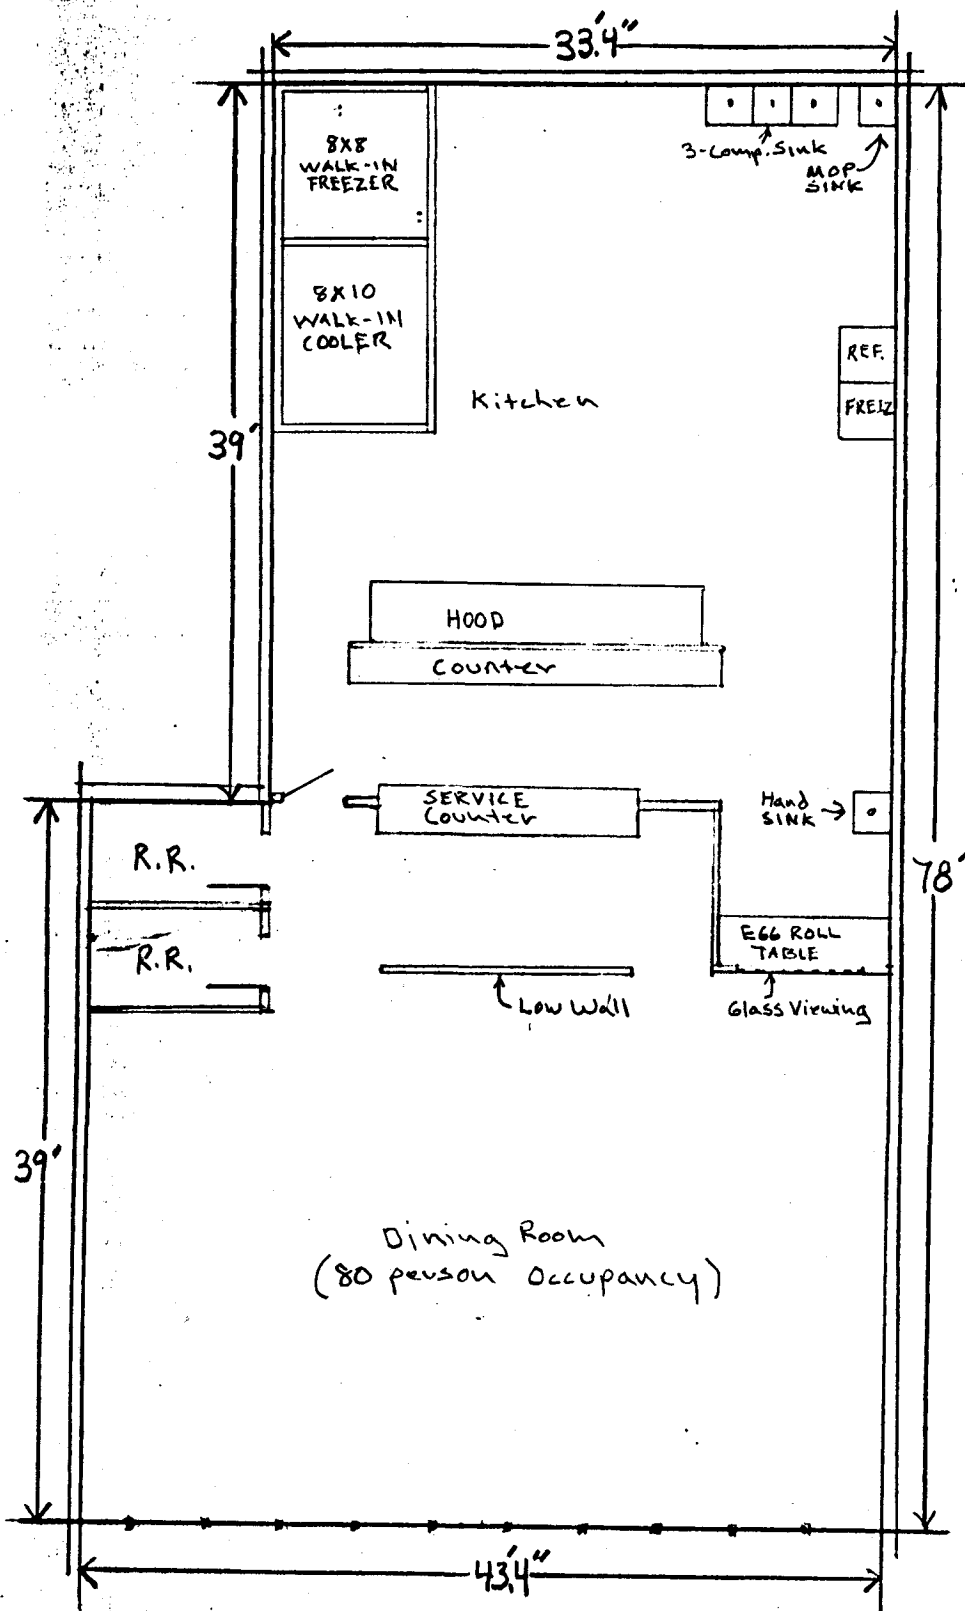 33'4"
8X8
WALK-IN
FREEZER
3-Comp. Sink
MOP
SINK
8X10
WALK-IN
COOLER
REF.
FREIZ
Kitchen
39'
HOOD
Counter
SERVICE
Counter
Hand
SINK
R.R.
78'
EGG ROLL
TABLE
R.R.
Low Wall
Glass Viewing
39'
Dining Room
(80 person Occupancy)
43'4"